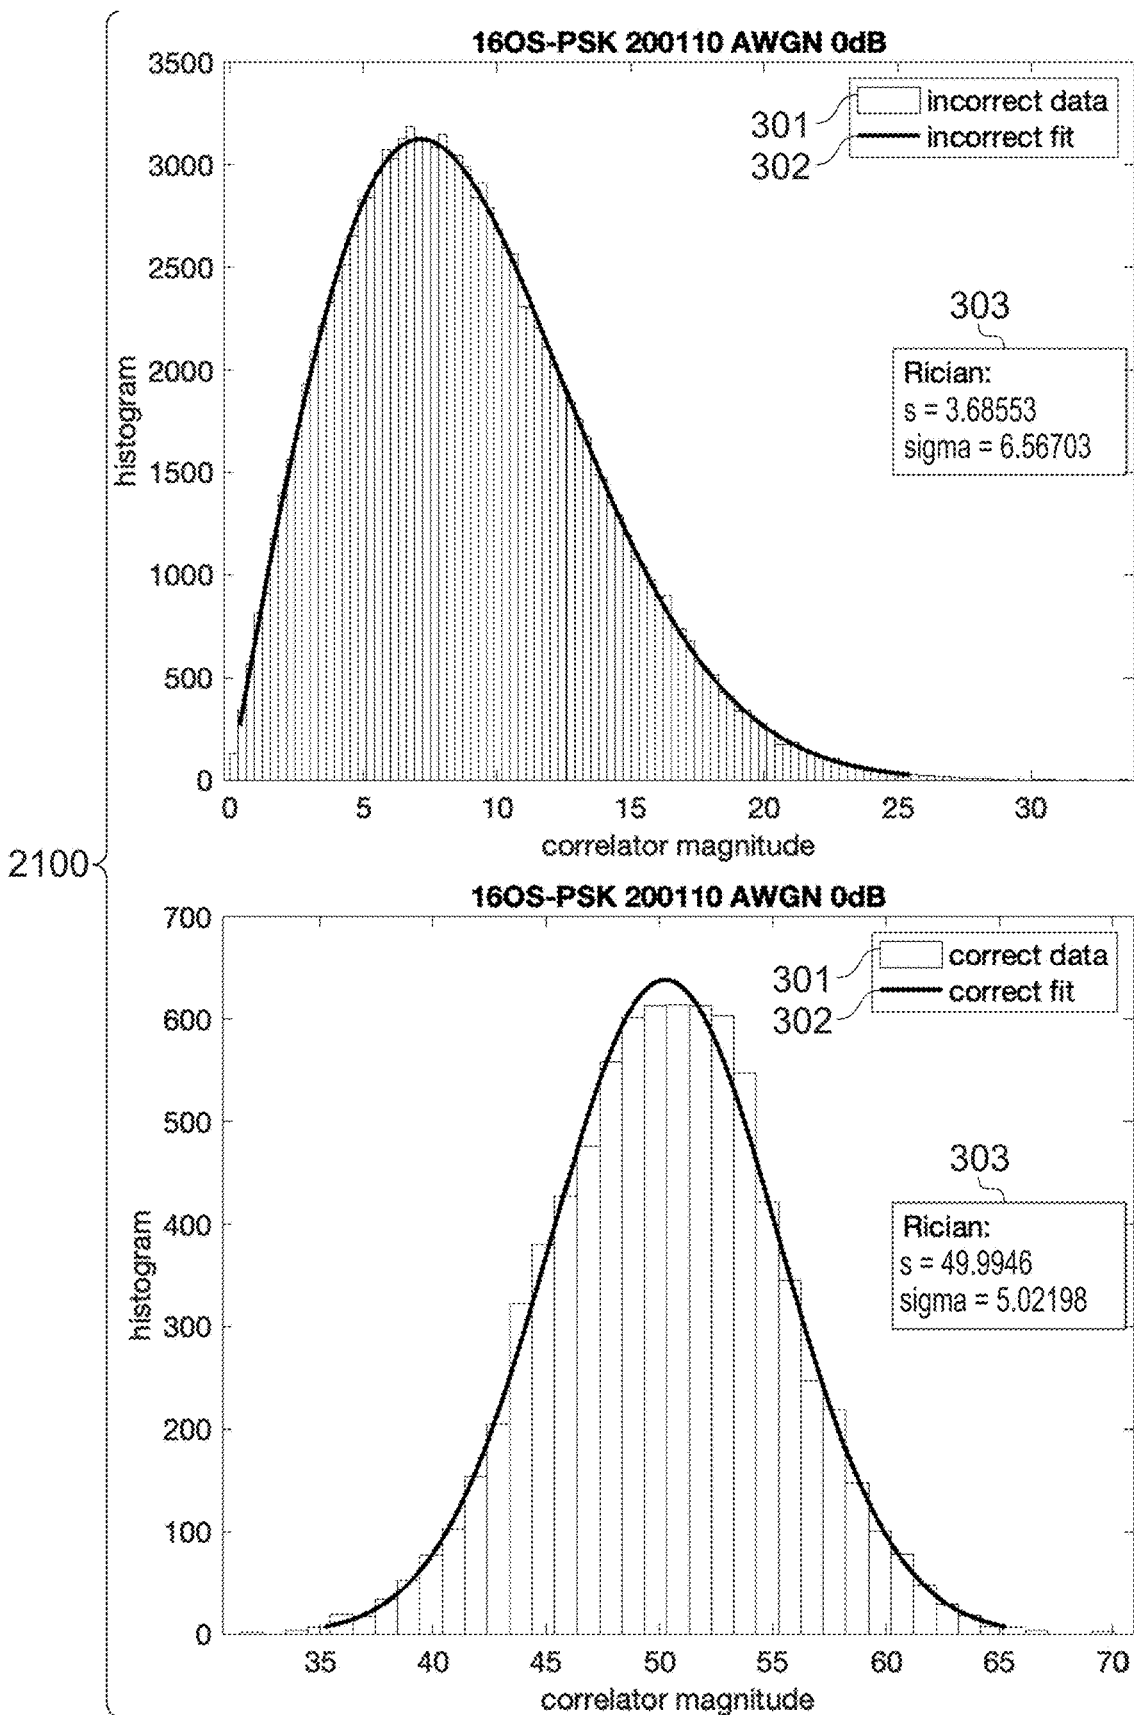 16OS-PSK 200110 AWGN 0dB
3500
3000
2500
2000
1500
1000
500
0
histogram
301
incorrect data
302
incorrect fit
303
Rician:
s = 3.68553
sigma = 6.56703
0 5 10 15 20 25 30
correlator magnitude
2100
16OS-PSK 200110 AWGN 0dB
700
600
500
400
300
200
100
0
histogram
301
correct data
302
correct fit
303
Rician:
s = 49.9946
sigma = 5.02198
35 40 45 50 55 60 65 70
correlator magnitude